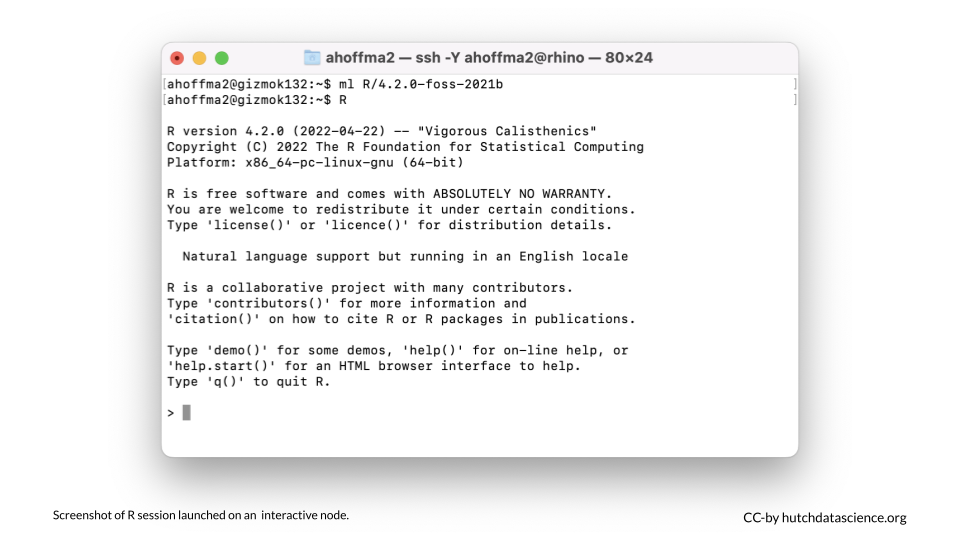 ahoffma2 — ssh -Y ahoffma2@rhino — 80×24
[ahoffma2@gizmok132:~$ ml R/4.2.0-foss-2021b ]
[ahoffma2@gizmok132:~$ R ]
R version 4.2.0 (2022-04-22) -- "Vigorous Calisthenics"
Copyright (C) 2022 The R Foundation for Statistical Computing
Platform: x86_64-pc-linux-gnu (64-bit)
R is free software and comes with ABSOLUTELY NO WARRANTY.
You are welcome to redistribute it under certain conditions.
Type 'license()' or 'licence()' for distribution details.
Natural language support but running in an English locale
R is a collaborative project with many contributors.
Type 'contributors()' for more information and
'citation()' on how to cite R or R packages in publications.
Type 'demo()' for some demos, 'help()' for on-line help, or
'help.start()' for an HTML browser interface to help.
Type 'q()' to quit R.
>
Screenshot of R session launched on an interactive node.
CC-by hutchdatascience.org